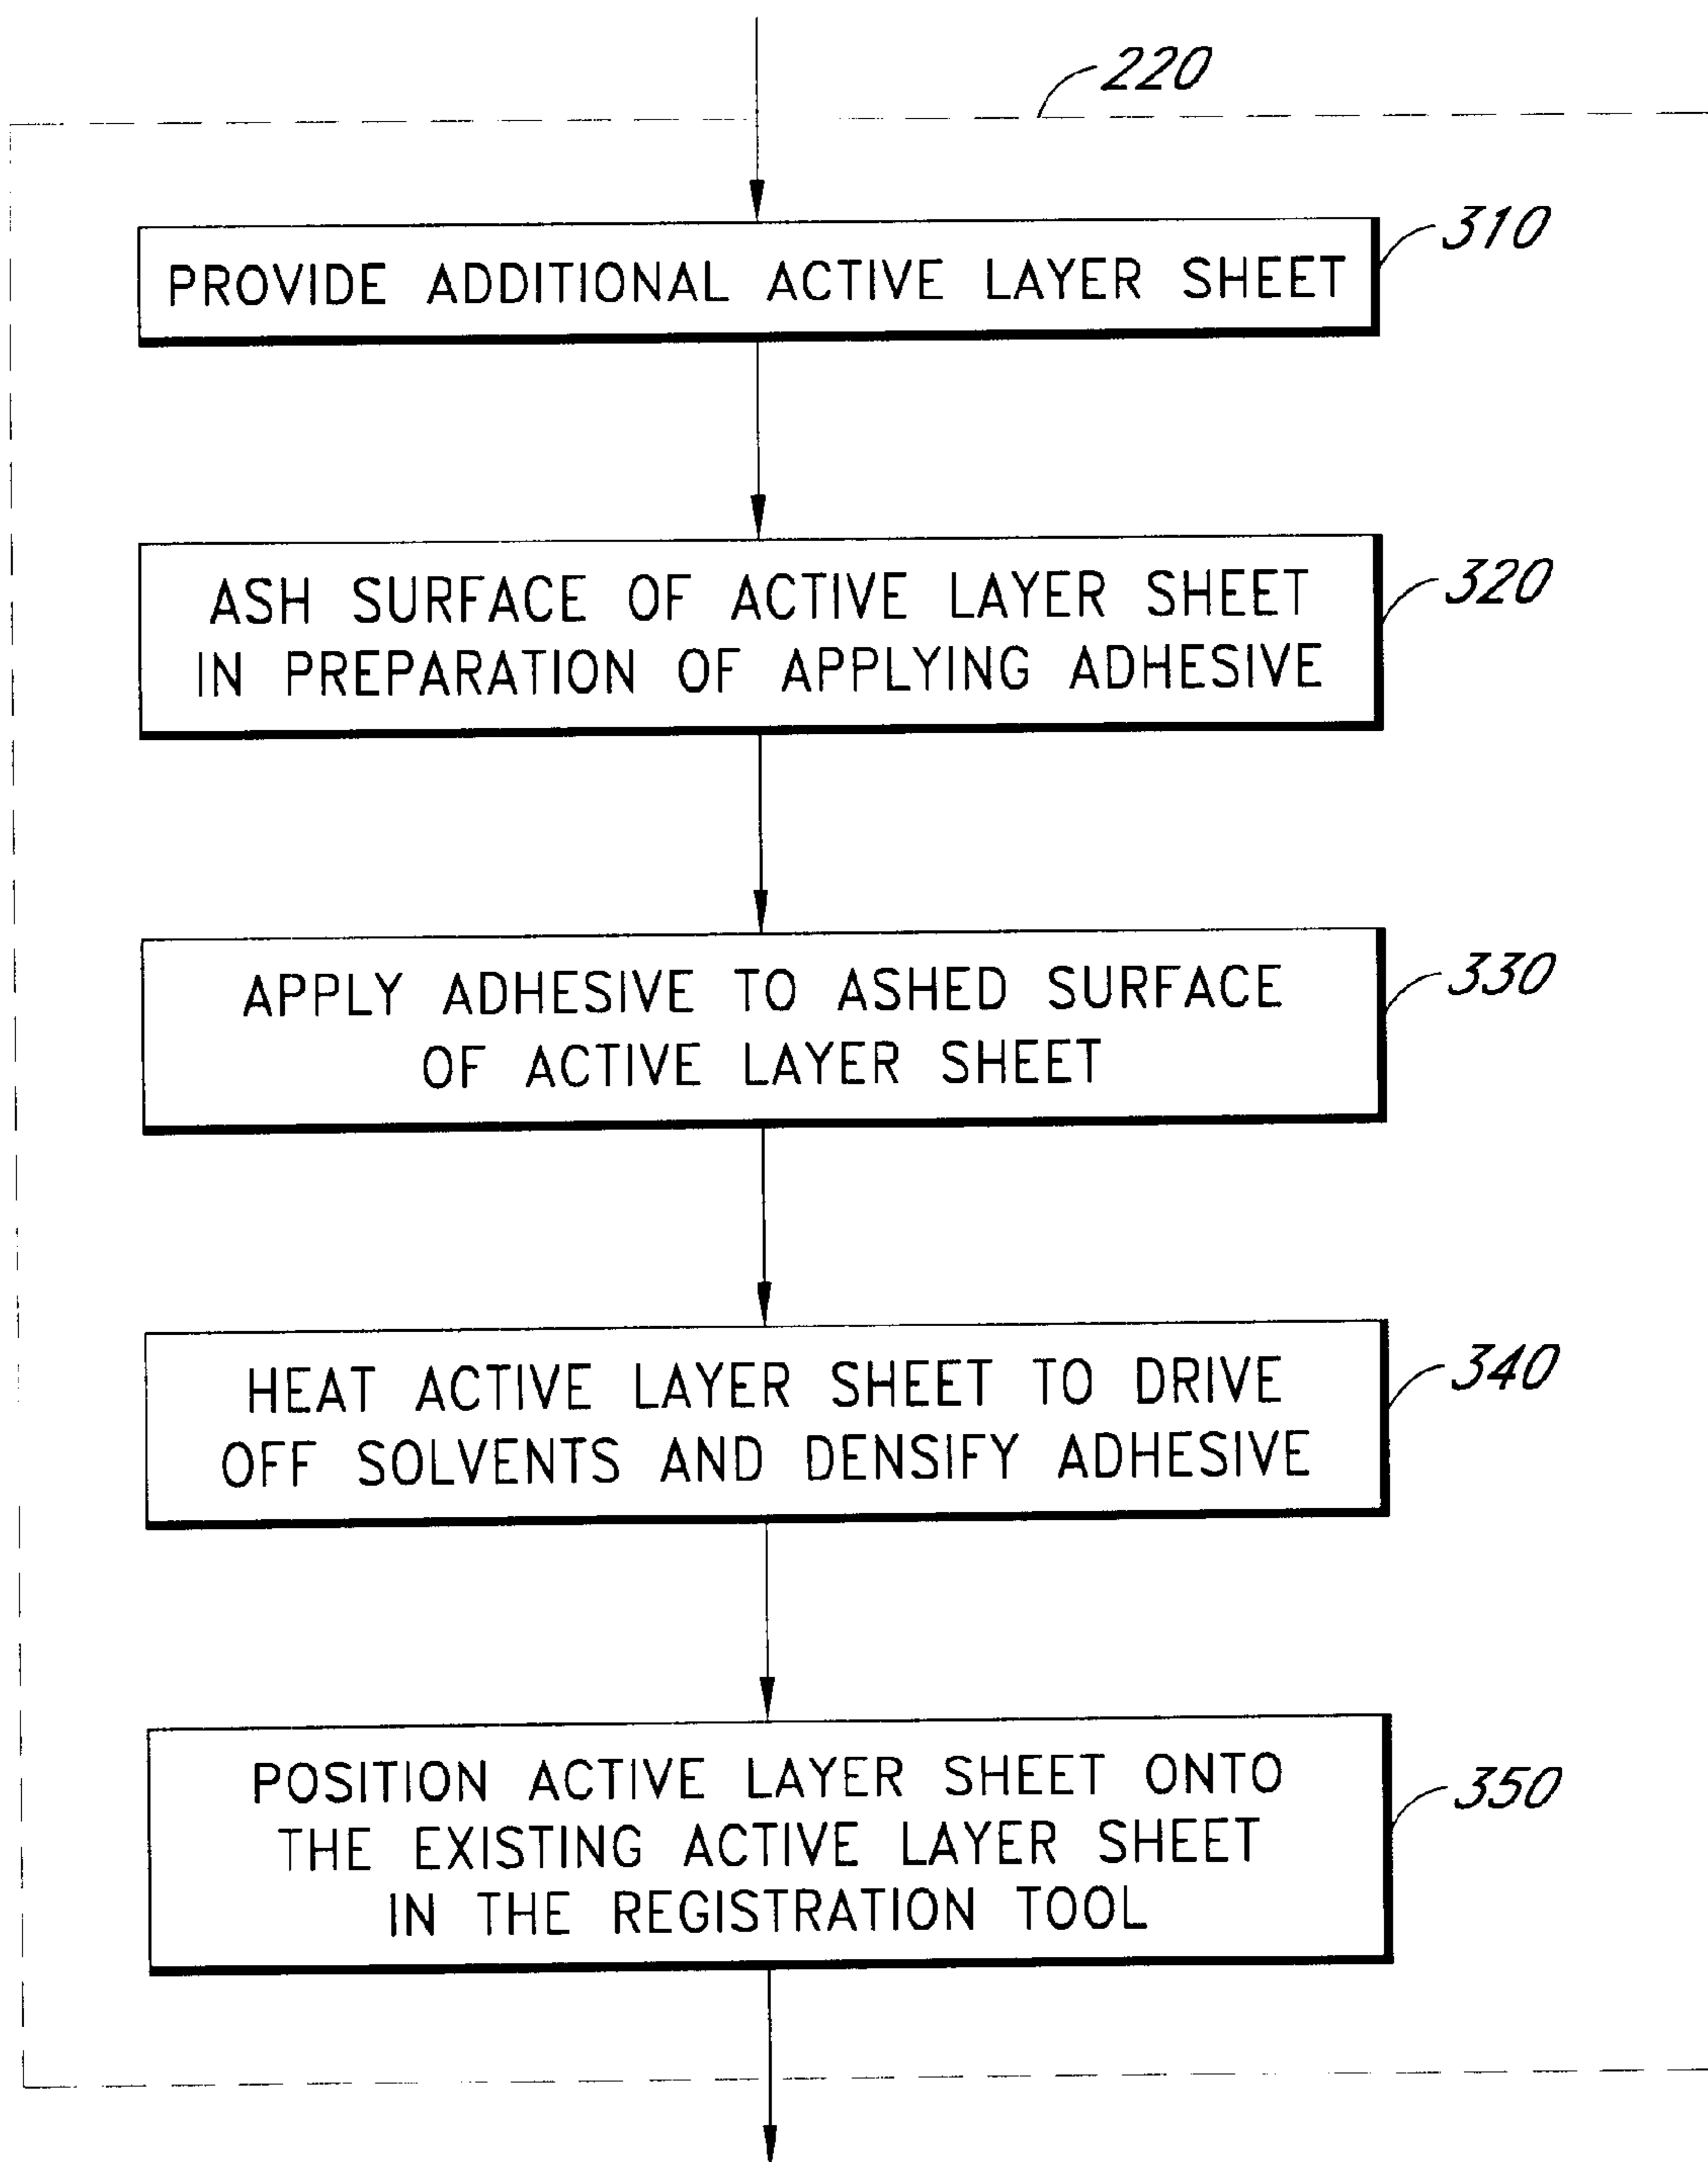 220
PROVIDE ADDITIONAL ACTIVE LAYER SHEET
310
ASH SURFACE OF ACTIVE LAYER SHEET
IN PREPARATION OF APPLYING ADHESIVE
320
APPLY ADHESIVE TO ASHED SURFACE
OF ACTIVE LAYER SHEET
330
HEAT ACTIVE LAYER SHEET TO DRIVE
OFF SOLVENTS AND DENSIFY ADHESIVE
340
POSITION ACTIVE LAYER SHEET ONTO
THE EXISTING ACTIVE LAYER SHEET
IN THE REGISTRATION TOOL
350